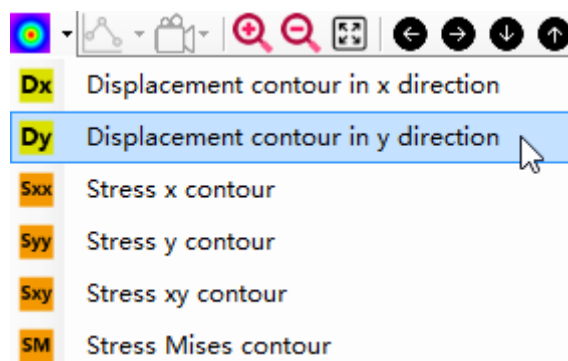 Dx Displacement contour in x direction
Dy Displacement contour in y direction
Sxx Stress x contour
Syy Stress y contour
Sxy Stress xy contour
SM Stress Mises contour